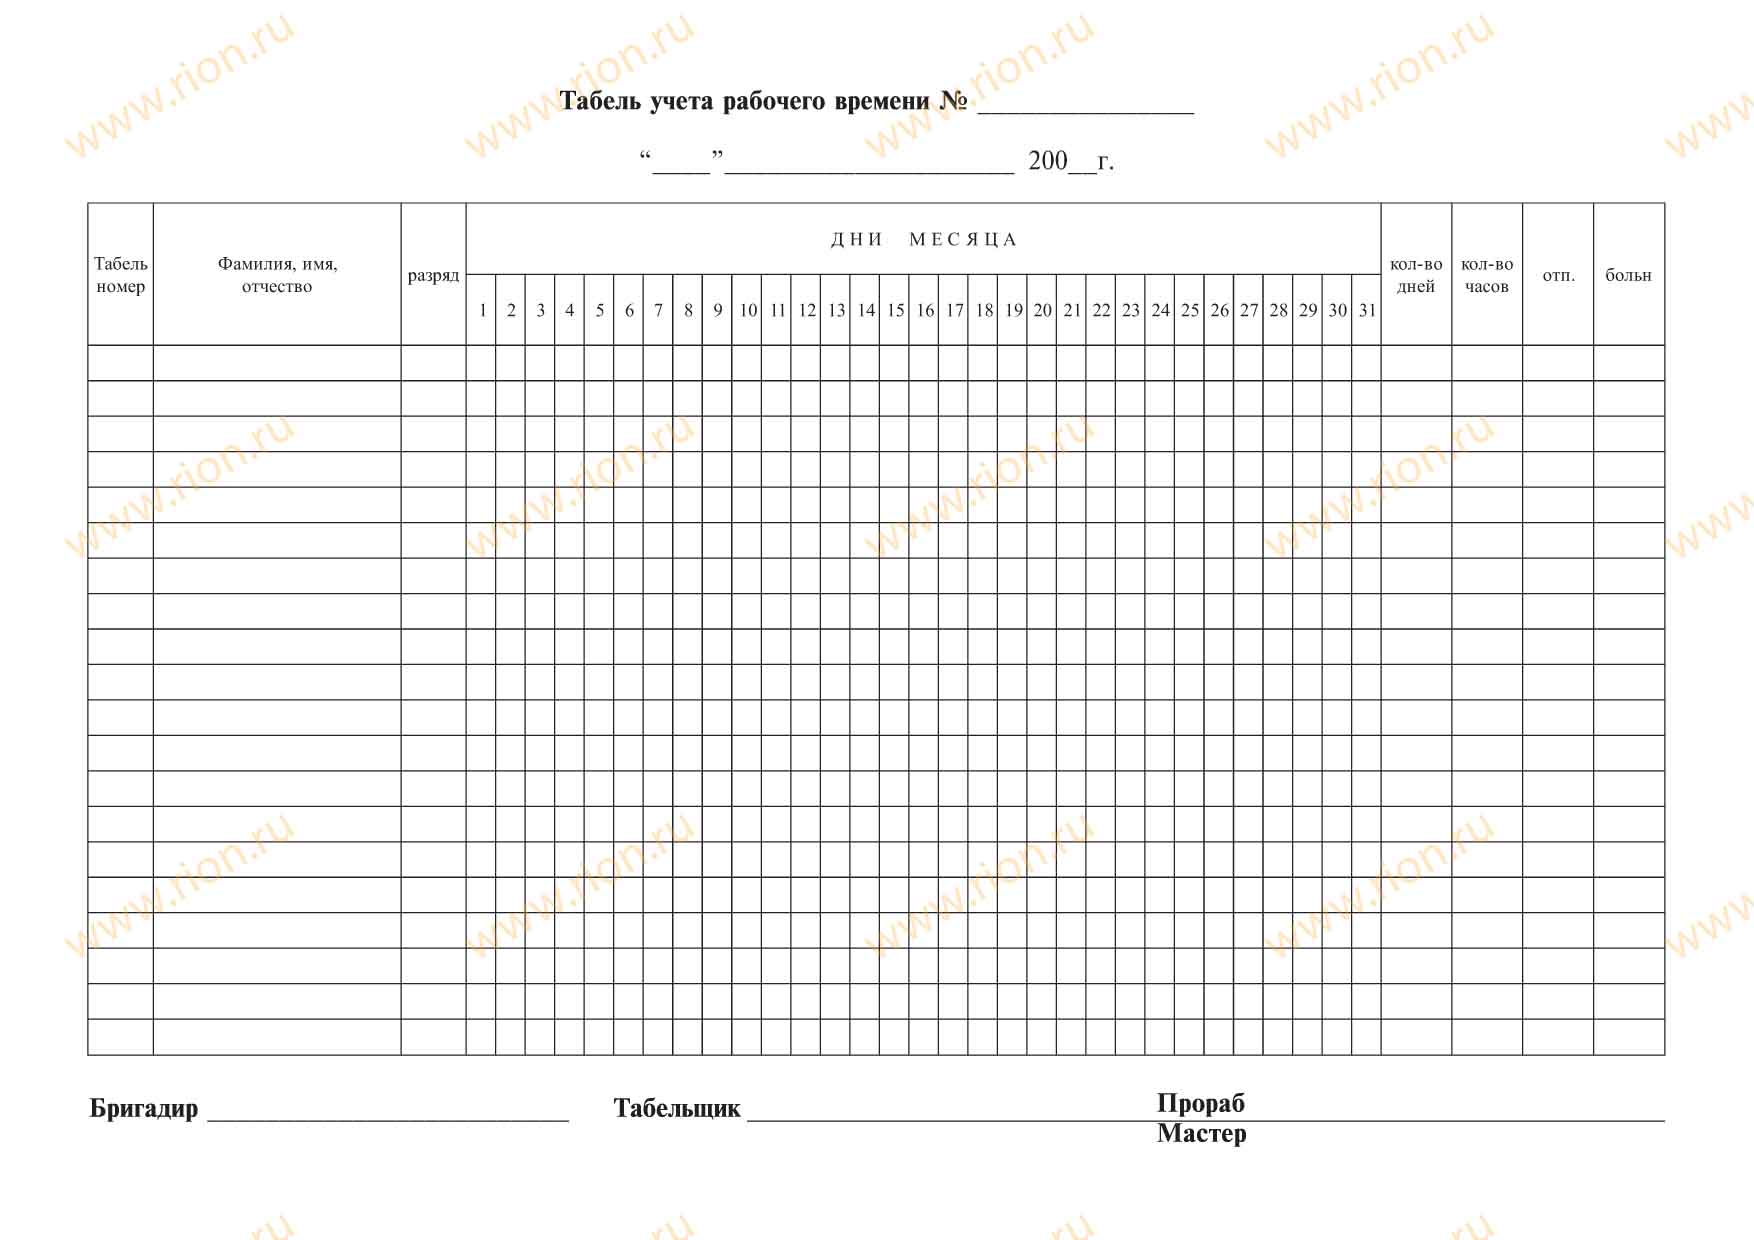 Табель учета рабочего времени № _______________
“____”____________________ 200__г.
Табель номер
Фамилия, имя, отчество
разряд
ДНИ МЕСЯЦА
1 2 3 4 5 6 7 8 9 10 11 12 13 14 15 16 17 18 19 20 21 22 23 24 25 26 27 28 29 30 31
кол-во дней
кол-во часов
отп.
больн
Бригадир _________________________ Табельщик ____________________________ Прораб ____________________________
Мастер
www.rion.ru